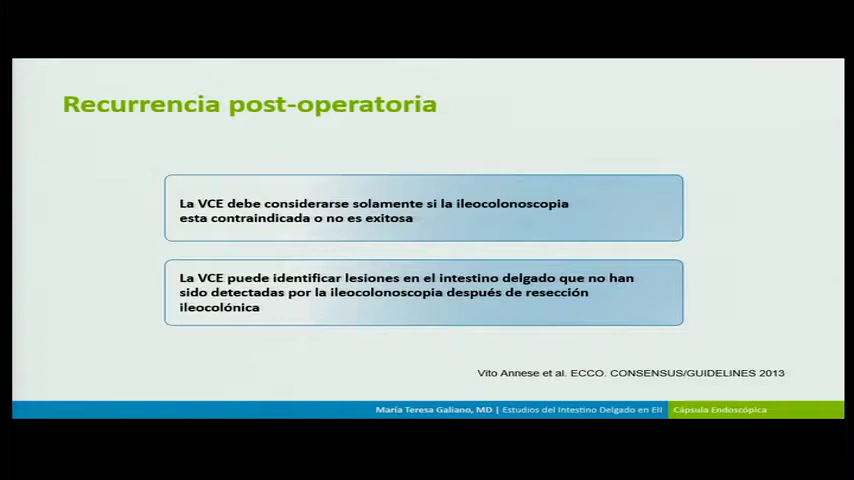 Recurrencia post-operatoria
La VCE debe considerarse solamente si la ileocolonoscopia
esta contraindicada o no es exitosa
La VCE puede identificar lesiones en el intestino delgado que no han
sido detectadas por la ileocolonoscopia después de resección
ileocolónica
Vito Annese et al. ECCO. CONSENSUS/GUIDELINES 2013
María Teresa Galiano, MD | Estudios del Intestino Delgado en EII Cápsula Endoscópica